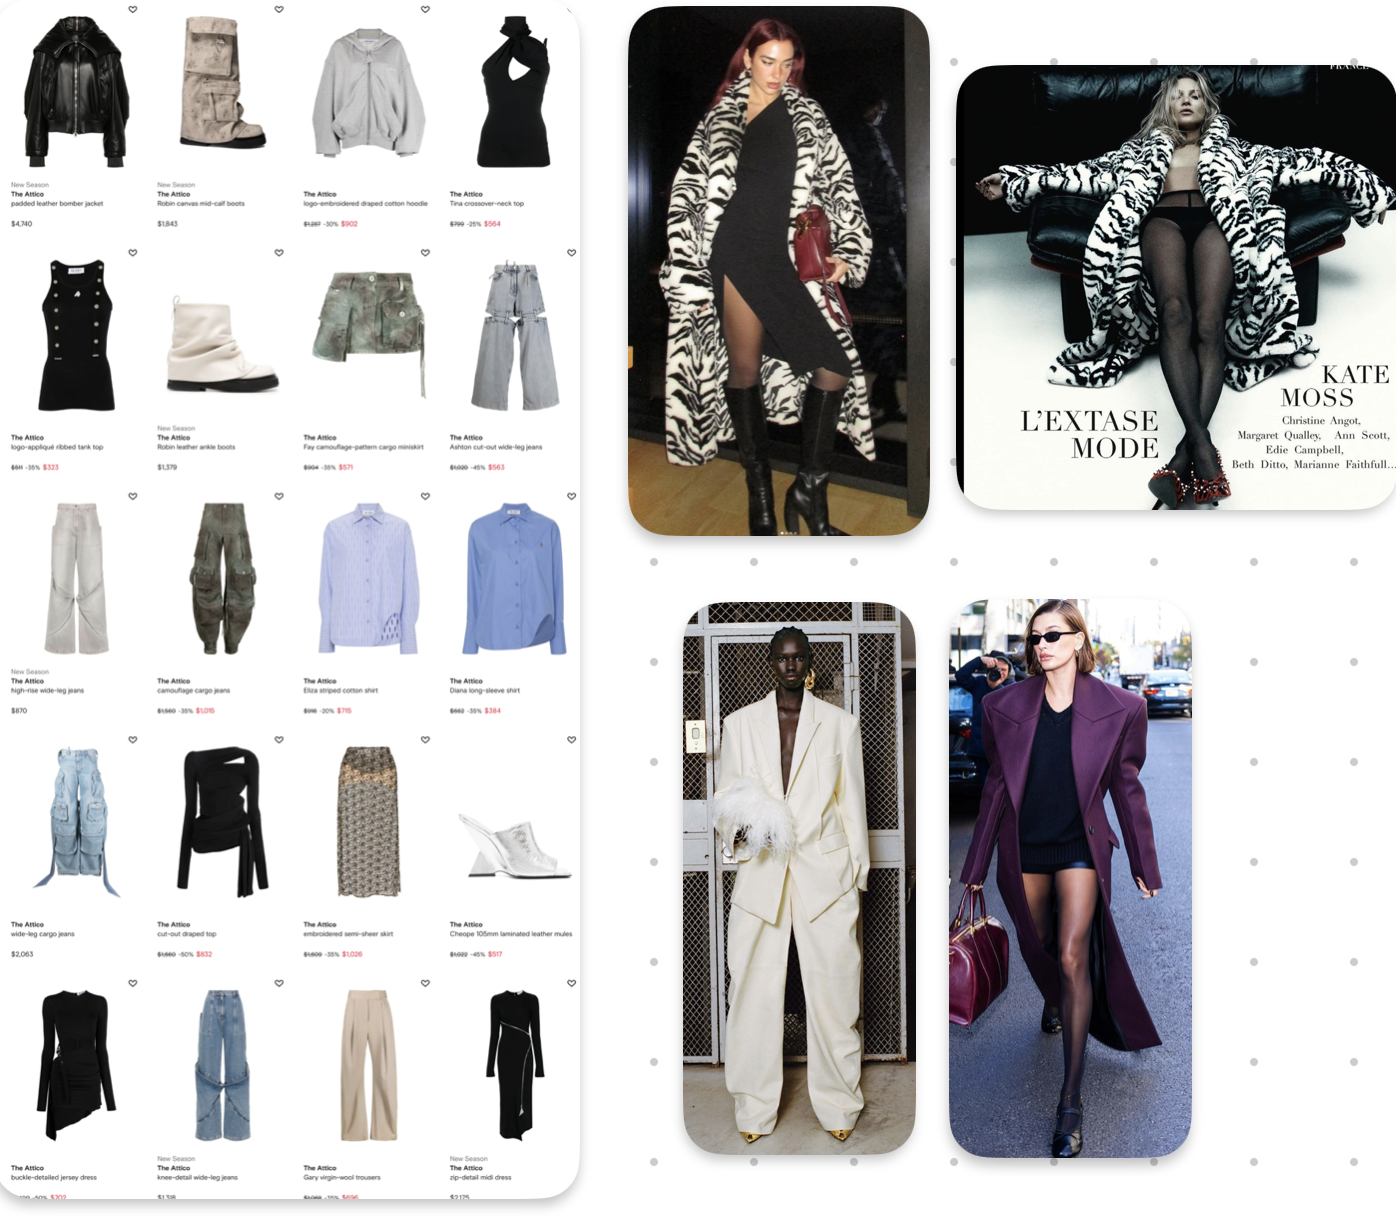 New Season
The Attico
padded leather bomber jacket
$4,740
New Season
The Attico
Robin canvas mid-calf boots
$1,843
The Attico
logo-embroidered draped cotton hoodie
$1,287 -30% $902
The Attico
Tina crossover-neck top
$799 -25% $564
The Attico
logo-appliqué ribbed tank top
$511 -35% $323
New Season
The Attico
Robin leather ankle boots
$1,379
The Attico
Fay camouflage-pattern cargo miniskirt
$904 -35% $571
The Attico
Ashton cut-out wide-leg jeans
$1,020 -45% $563
New Season
The Attico
high-rise wide-leg jeans
$870
The Attico
camouflage cargo jeans
$1,560 -35% $1,015
The Attico
Eliza striped cotton shirt
-20% $715
The Attico
Diana long-sleeve shirt
-35% $384
The Attico
wide-leg cargo jeans
$2,063
The Attico
cut-out draped top
$1,660 -50% $832
The Attico
embroidered semi-sheer skirt
$1,609 -35% $1,026
The Attico
Cheope 105mm laminated leather mules
-45% $517
The Attico
buckle-detailed jersey dress
-50% $702
New Season
The Attico
knee-detail wide-leg jeans
$1,318
The Attico
Gary virgin-wool trousers
-35% $696
New Season
The Attico
zip-detail midi dress
$2,175
FRANCE
L'EXTASE
MODE
KATE
MOSS
Christine Angot,
Margaret Qualley, Ann Scott,
Edie Campbell,
Beth Ditto, Marianne Faithfull...